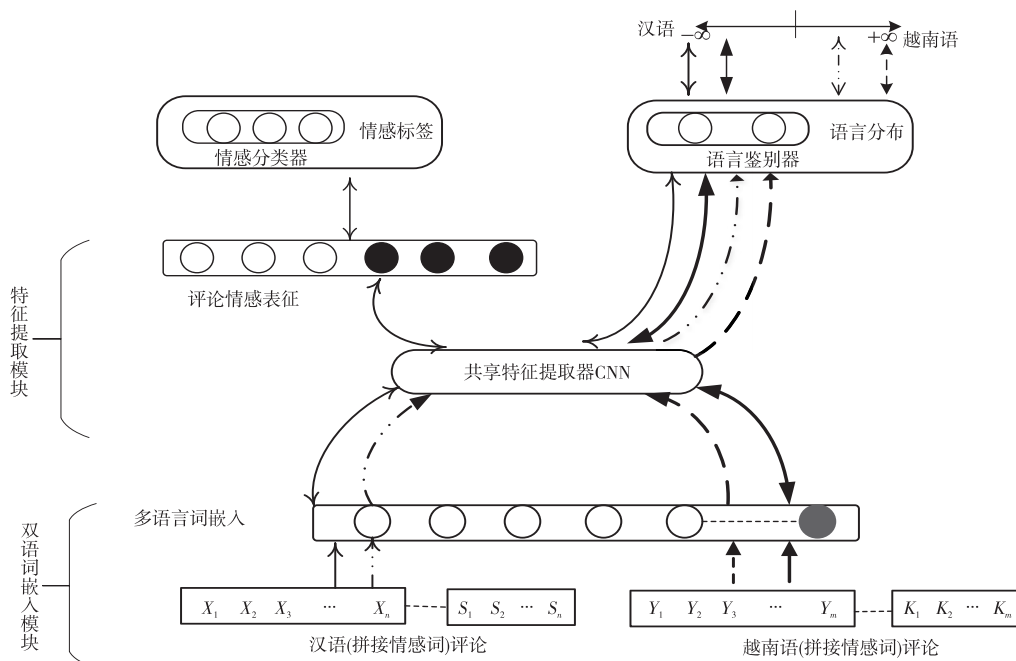 汉语 −∞ +∞ 越南语
情感标签
情感分类器
语言分布
语言鉴别器
评论情感表征
特征提取模块
共享特征提取器CNN
多语言词嵌入
双语词嵌入模块
X1 X2 X3 ... Xn
S1 S2 ... Sn
Y1 Y2 Y3 ... Ym
K1 K2 ... Km
汉语(拼接情感词)评论
越南语(拼接情感词)评论